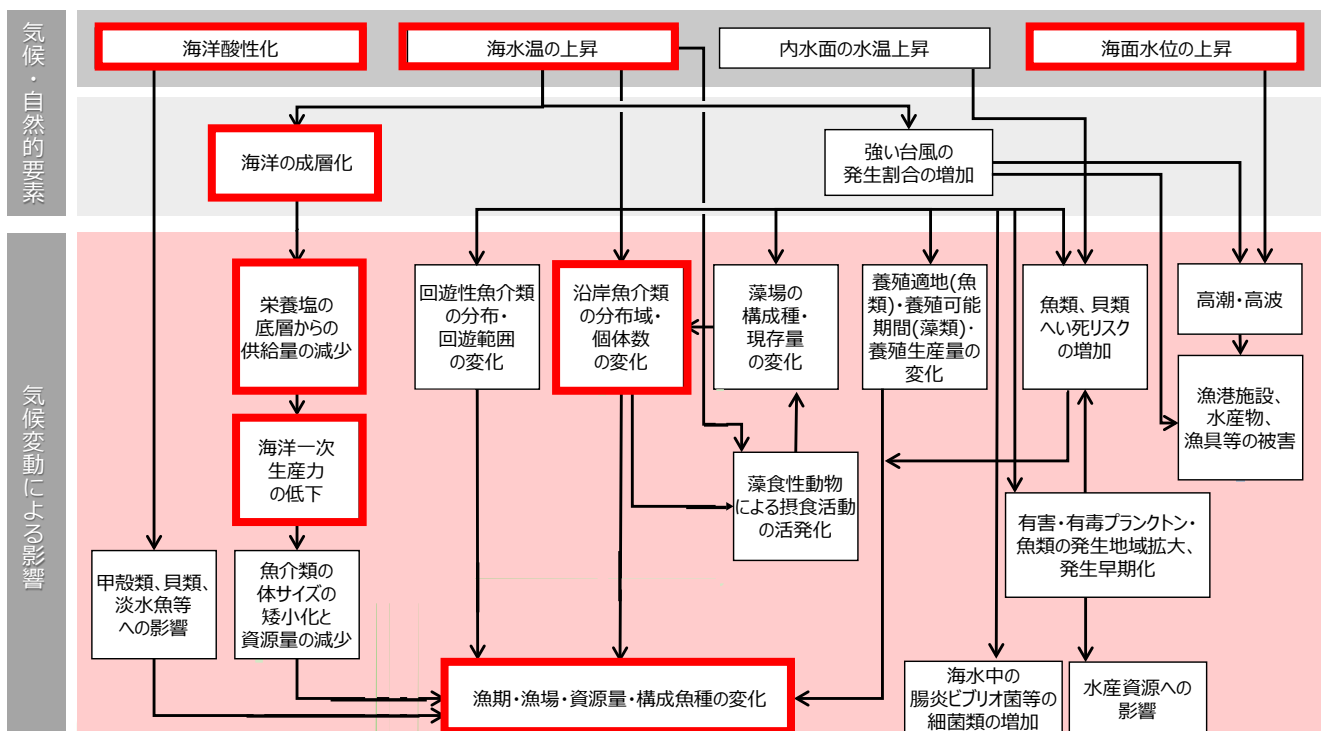 気候・自然的要素
海洋酸性化
海水温の上昇
内水面の水温上昇
海面水位の上昇
海洋の成層化
強い台風の
発生割合の増加
気候変動による影響
栄養塩の
底層からの
供給量の減少
回遊性魚介類
の分布・
回遊範囲
の変化
沿岸魚介類
の分布域・
個体数
の変化
藻場の
構成種・
現存量
の変化
養殖適地(魚
類)・養殖可能
期間(藻類)・
養殖生産量の
変化
魚類、貝類
へい死リスク
の増加
高潮・高波
漁港施設、
水産物、
漁具等の被害
海洋一次
生産力
の低下
藻食性動物
による摂食活動
の活発化
有害・有毒プランクトン・
魚類の発生地域拡大、
発生早期化
甲殻類、貝類、
淡水魚等
への影響
魚介類の
体サイズの
矮小化と
資源量の減少
漁期・漁場・資源量・構成魚種の変化
海水中の
腸炎ビブリオ菌等の
細菌類の増加
水産資源への
影響